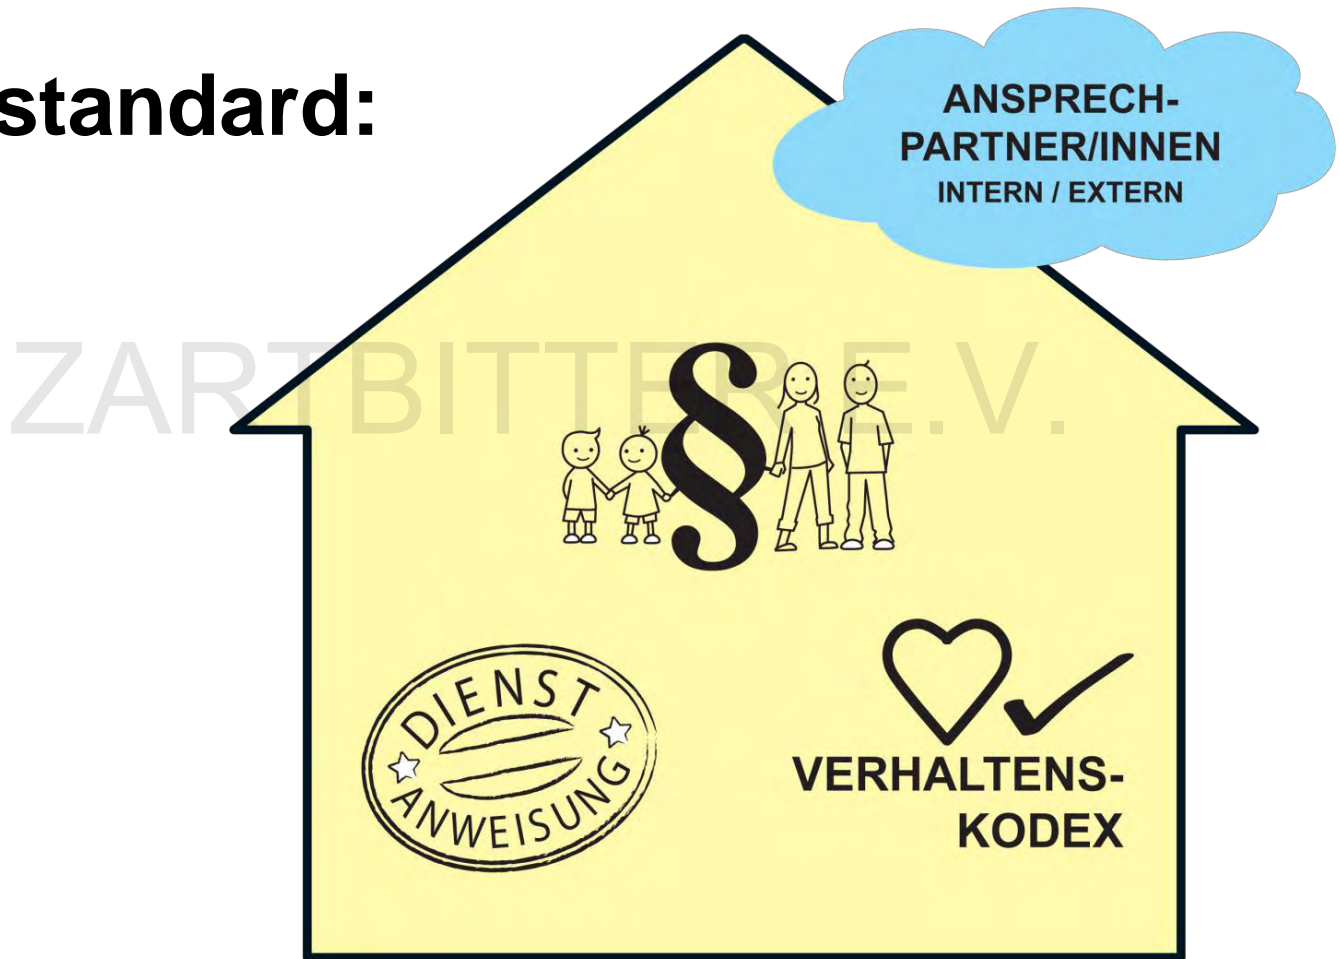 standard:
ANSPRECH-
PARTNER/INNEN
INTERN / EXTERN
ZARTBITTER E.V.
§
DIENST
ANWEISUNG
VERHALTENS-
KODEX